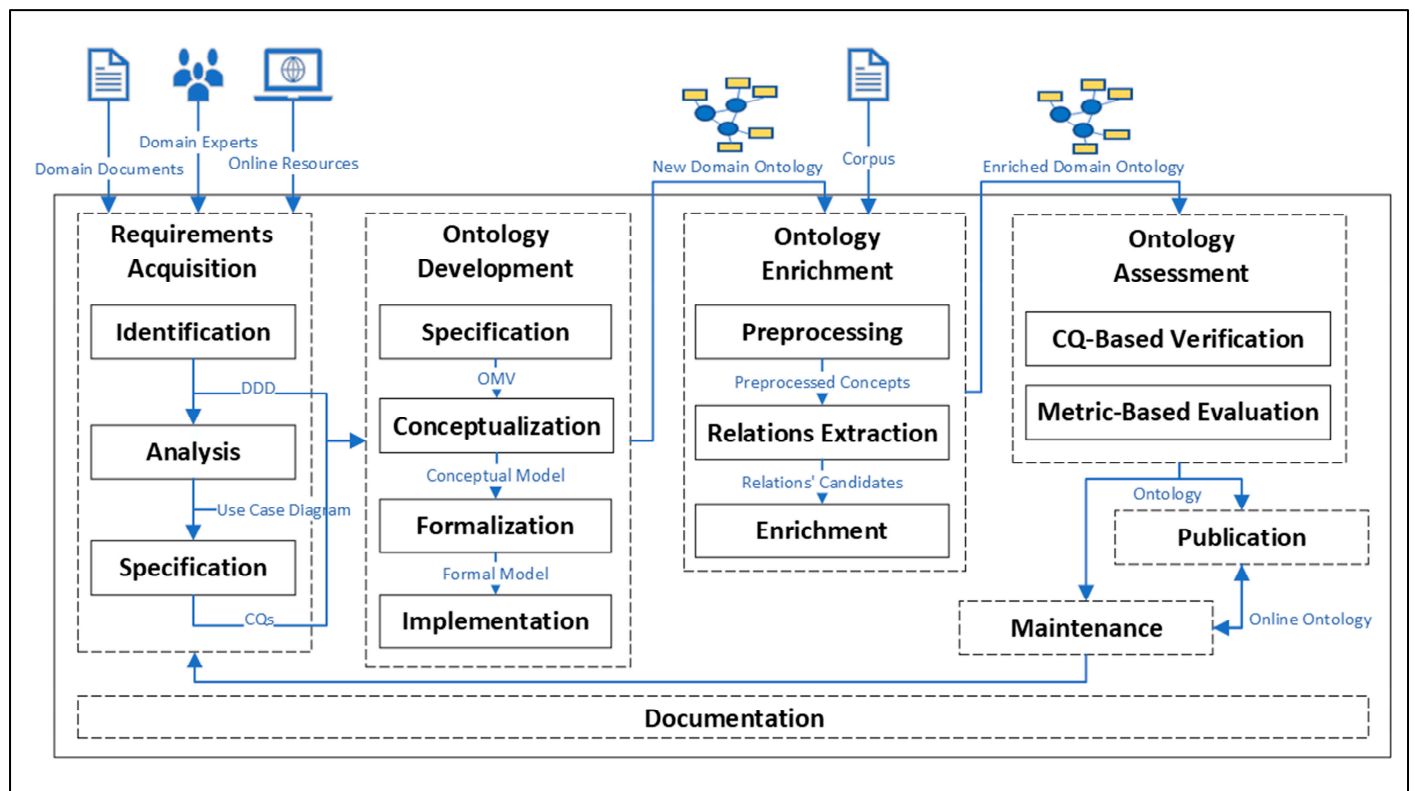 Domain Documents
Domain Experts
Online Resources
New Domain Ontology
Corpus
Enriched Domain Ontology
Requirements
Acquisition
Identification
DDD
Analysis
Use Case Diagram
Specification
CQs
Ontology
Development
Specification
OMV
Conceptualization
Conceptual Model
Formalization
Formal Model
Implementation
Ontology
Enrichment
Preprocessing
Preprocessed Concepts
Relations Extraction
Relations' Candidates
Enrichment
Ontology
Assessment
CQ-Based Verification
Metric-Based Evaluation
Ontology
Publication
Online Ontology
Maintenance
Documentation